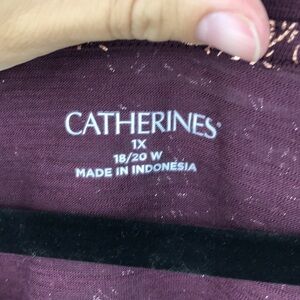 CATHERINES®
1X
18/20 W
MADE IN INDONESIA